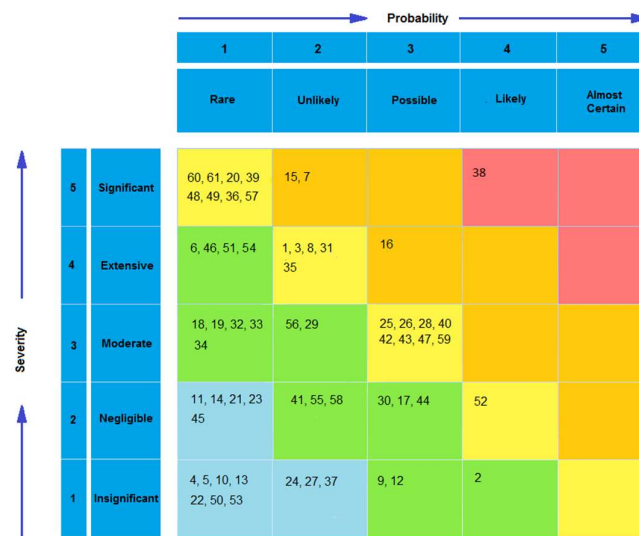 Probability
1 2 3 4 5
Rare Unlikely Possible Likely Almost
Certain
Severity
5 Significant
60, 61, 20, 39
48, 49, 36, 57
15, 7
38
4 Extensive
6, 46, 51, 54
1, 3, 8, 31
35
16
3 Moderate
18, 19, 32, 33
34
56, 29
25, 26, 28, 40
42, 43, 47, 59
2 Negligible
11, 14, 21, 23
45
41, 55, 58
30, 17, 44
52
1 Insignificant
4, 5, 10, 13
22, 50, 53
24, 27, 37
9, 12
2